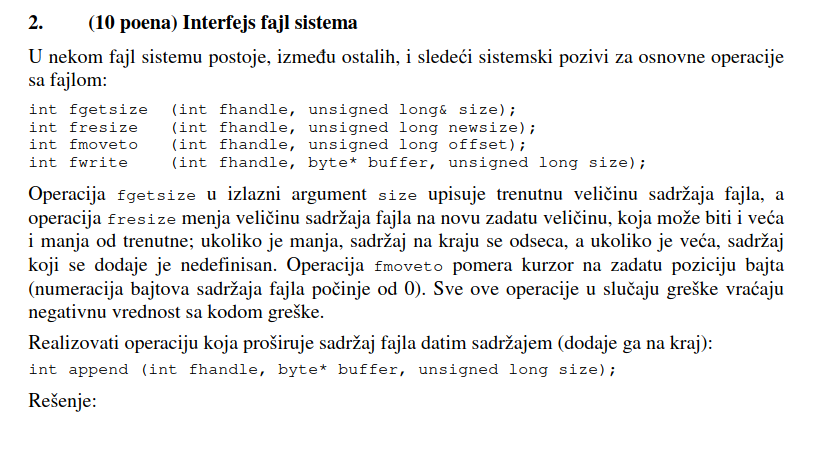 2. (10 poena) Interfejs fajl sistema
U nekom fajl sistemu postoje, između ostalih, i sledeći sistemski pozivi za osnovne operacije
sa fajlom:
int fgetsize (int fhandle, unsigned long& size);
int fresize (int fhandle, unsigned long newsize);
int fmoveto (int fhandle, unsigned long offset);
int fwrite (int fhandle, byte* buffer, unsigned long size);
Operacija fgetsize u izlazni argument size upisuje trenutnu veličinu sadržaja fajla, a
operacija fresize menja veličinu sadržaja fajla na novu zadatu veličinu, koja može biti i veća
i manja od trenutne; ukoliko je manja, sadržaj na kraju se odseca, a ukoliko je veća, sadržaj
koji se dodaje je nedefinisan. Operacija fmoveto pomera kurzor na zadatu poziciju bajta
(numeracija bajtova sadržaja fajla počinje od 0). Sve ove operacije u slučaju greške vraćaju
negativnu vrednost sa kodom greške.
Realizovati operaciju koja proširuje sadržaj fajla datim sadržajem (dodaje ga na kraj):
int append (int fhandle, byte* buffer, unsigned long size);
Rešenje: